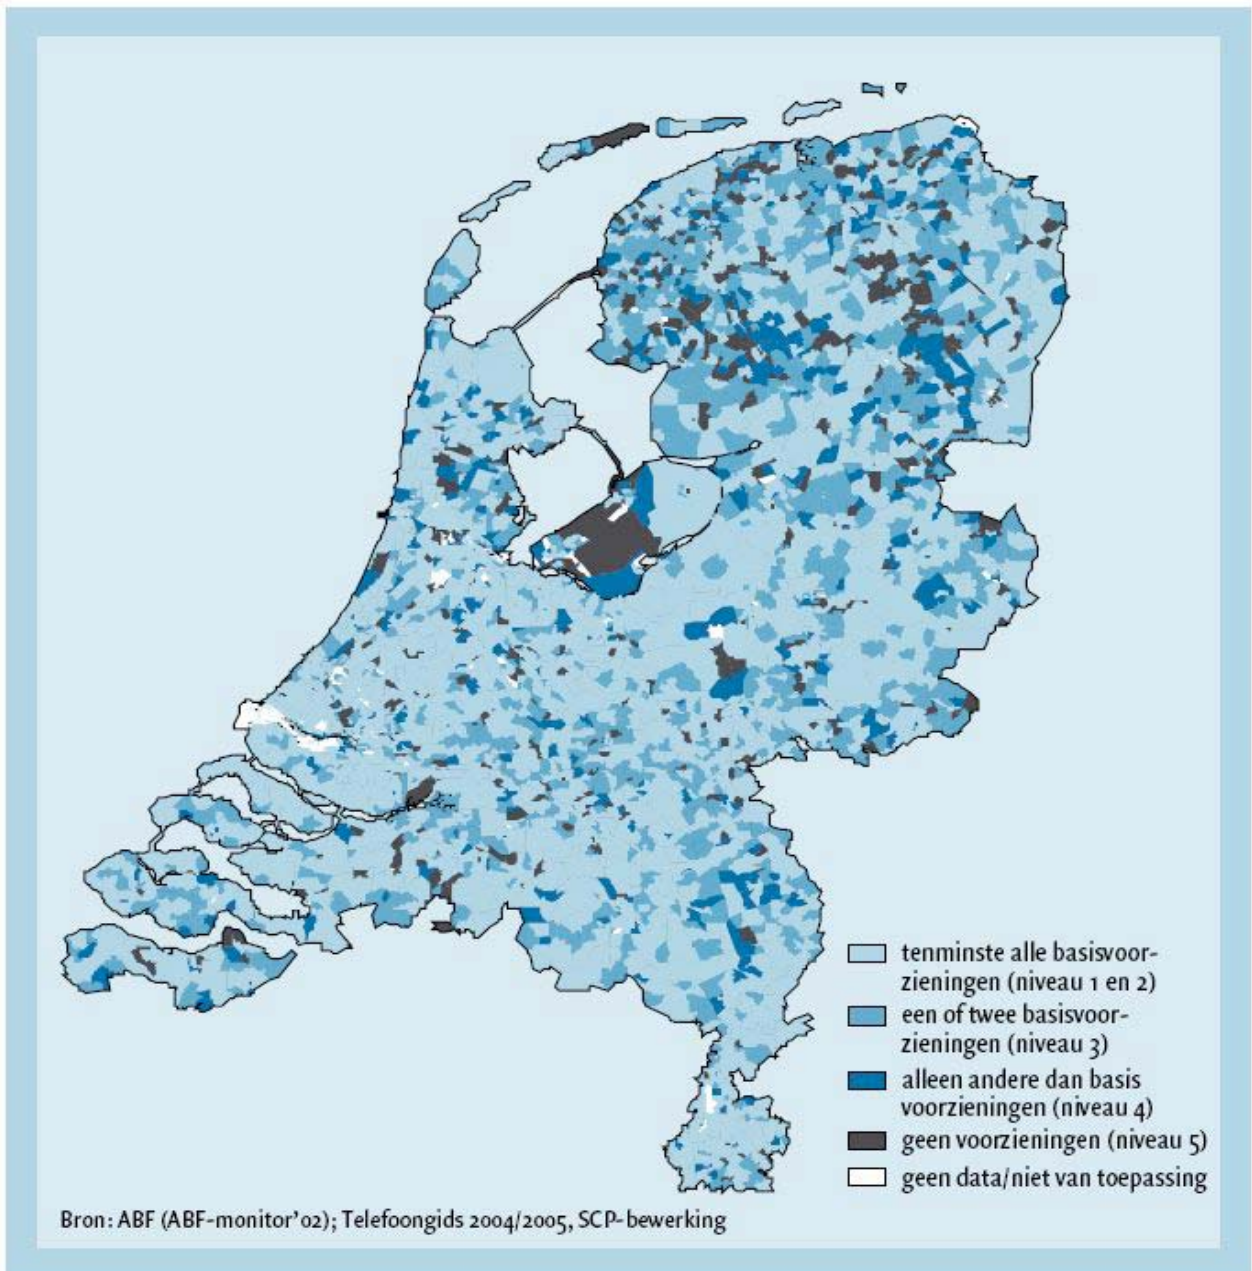 tenminste alle basisvoor-
zieningen (niveau 1 en 2)
een of twee basisvoor-
zieningen (niveau 3)
alleen andere dan basis
voorzieningen (niveau 4)
geen voorzieningen (niveau 5)
geen data/niet van toepassing
Bron: ABF (ABF-monitor'02); Telefoongids 2004/2005, SCP-bewerking